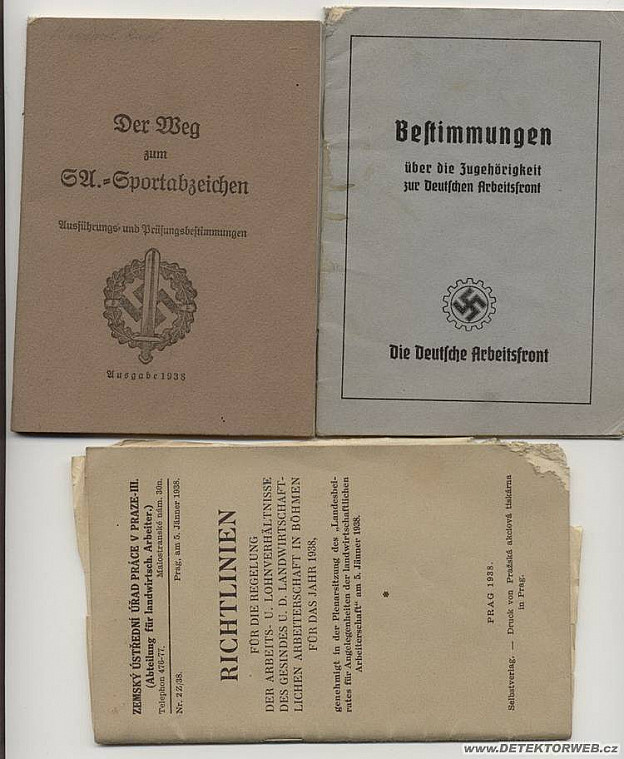 Der Weg
zum
SA.-Sportabzeichen
Ausführungs- und Prüfungsbestimmungen
Ausgabe 1938
Bestimmungen
über die Zugehörigkeit
zur Deutschen Arbeitsfront
Die Deutsche Arbeitsfront
ZEMSKÝ ÚSTŘEDNÍ ÚŘAD PRÁCE V PRAZE-III.
(Abteilung für landwirtsch. Arbeiter.)
Telephon 476-77. Malostranské nám. 30n.
Nr. 2 Z/38. Prag, am 5. Jänner 1938.
RICHTLINIEN
FÜR DIE REGELUNG
DER ARBEITS- U. LOHNVERHÄLTNISSE
DES GESINDES U. D. LANDWIRTSCHAFT-
LICHEN ARBEITERSCHAFT IN BÖHMEN
FÜR DAS JAHR 1938,
genehmigt in der Plenarsitzung des „Landesbei-
rates für Angelegenheiten der landwirtschaftlichen
Arbeiterschaft" am 5. Jänner 1938.
*
PRAG 1938.
Selbstverlag. — Druck von Pražská akciová tiskárna
in Prag.
www.DETEKTORWEB.cz